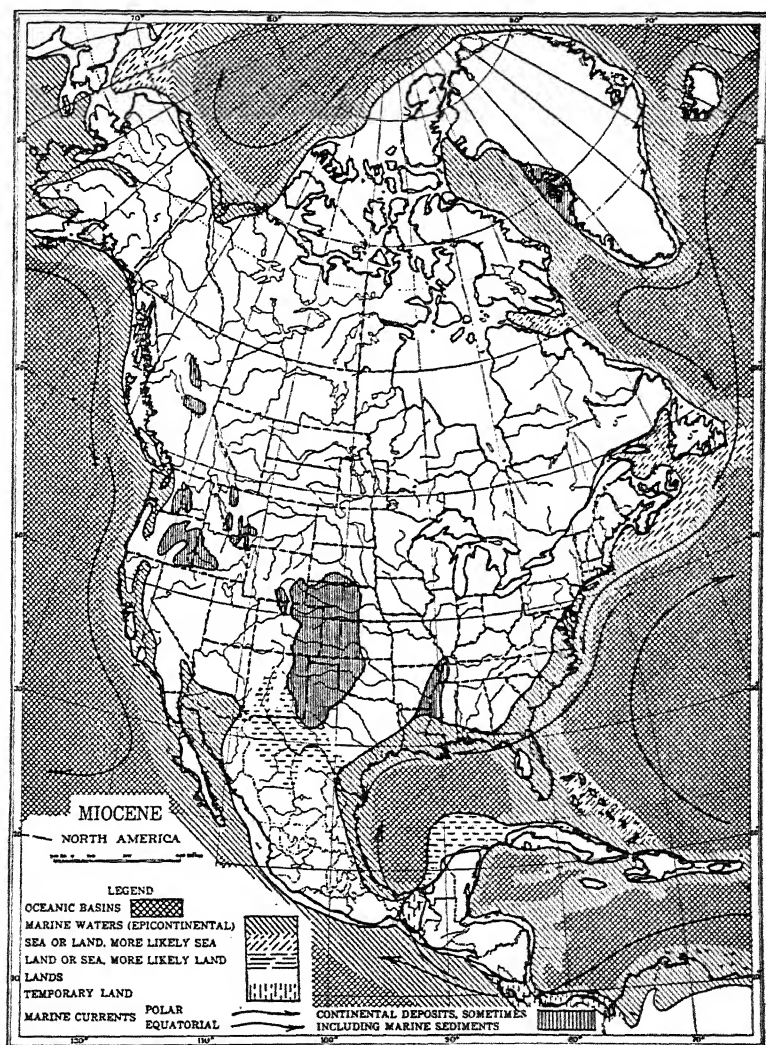 70°
MIOCENE
NORTH AMERICA
LEGEND
OCEANIC BASINS
MARINE WATERS (EPICONTINENTAL)
SEA OR LAND, MORE LIKELY SEA
LAND OR SEA, MORE LIKELY LAND
LANDS
TEMPORARY LAND
MARINE CURRENTS POLAR
EQUATORIAL
CONTINENTAL DEPOSITS, SOMETIMES
INCLUDING MARINE SEDIMENTS